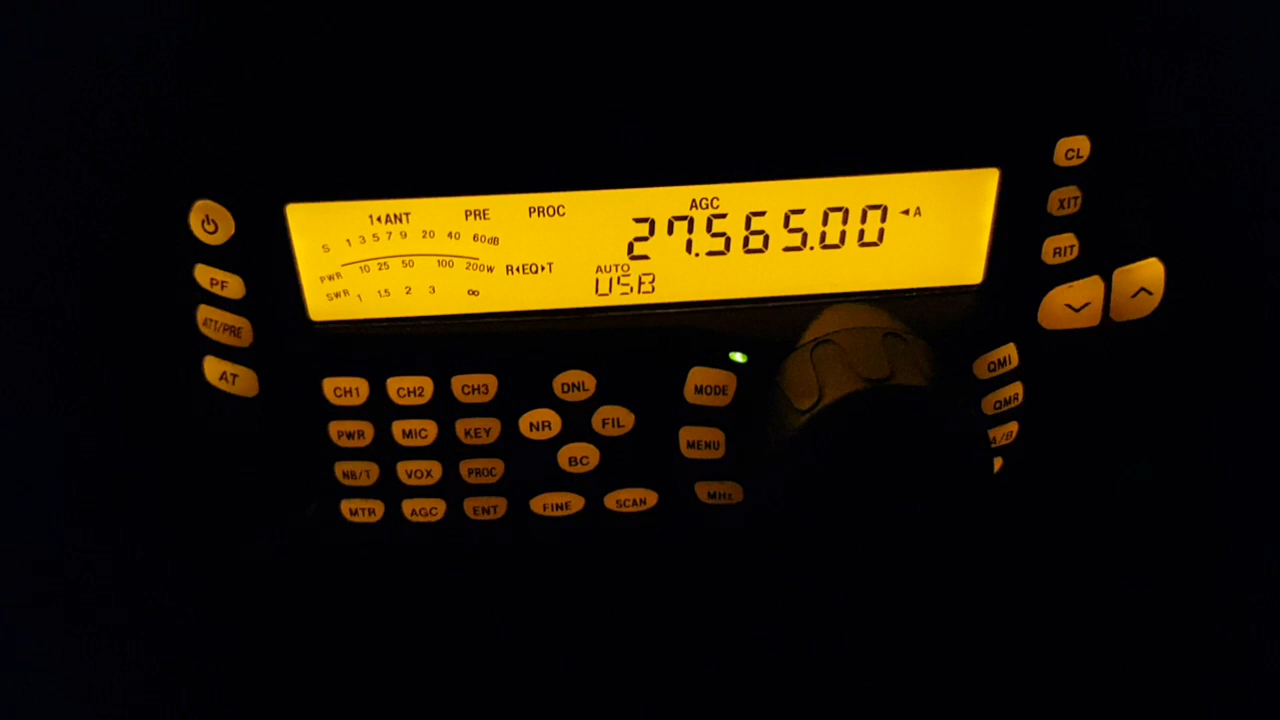 1◄ANT PRE PROC AGC
S 1 3 5 7 9 20 40 60dB 27.565.00 ◄A
PWR 10 25 50 100 200W R◄EQ►T AUTO
SWR 1 1.5 2 3 ∞ USB
CL
XIT
RIT
PF
ATT/PRE
AT
CH1 CH2 CH3 DNL MODE QMI
PWR MIC KEY NR FIL MENU QMR
NB/T VOX PROC BC A/B
MTR AGC ENT FINE SCAN MHz